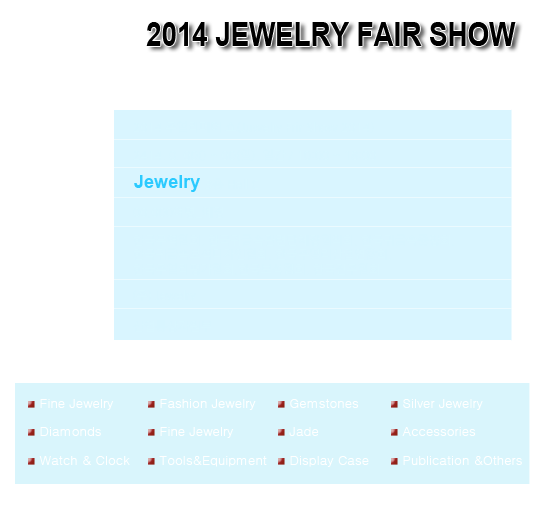 2014 JEWELRY FAIR SHOW
Jewelry
Fine Jewelry Fashion Jewelry Gemstones Sliver Jewelry
Diamonds Fine Jewelry Jade Accessories
Watch & Clock Tools&Equipment Display Case Publication &Others